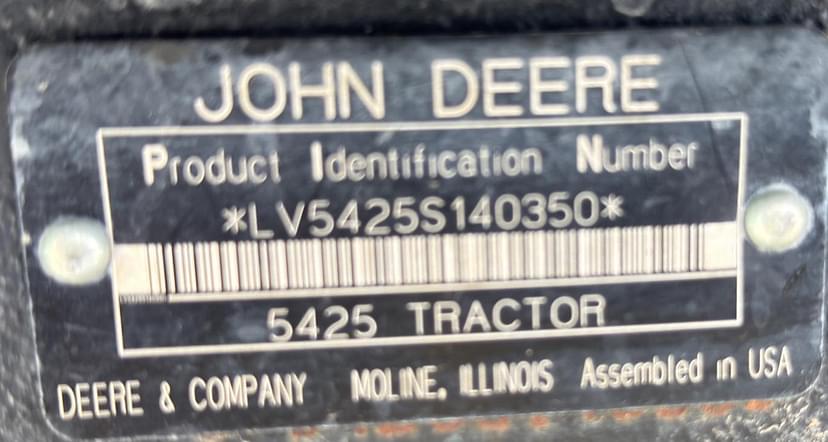 JOHN DEERE
Product Identification Number
*LV5425S140350*
5425 TRACTOR
DEERE & COMPANY MOLINE, ILLINOIS Assembled in USA